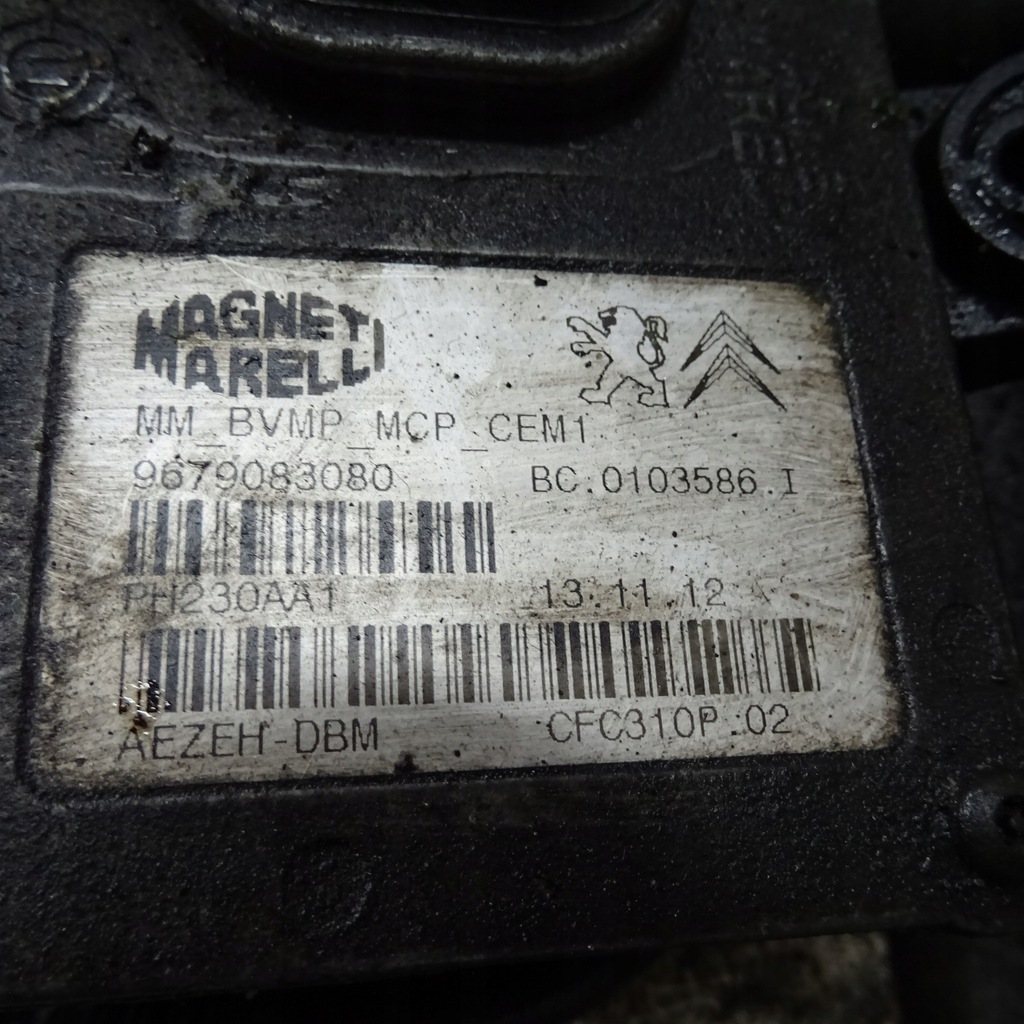 MAGNETI
MARELLI
MM_BVMP_MCP_CEM1
9679083080 BC.0103586.I
PH230AA1 13.11.12
AEZEH-DBM CFC310P.02